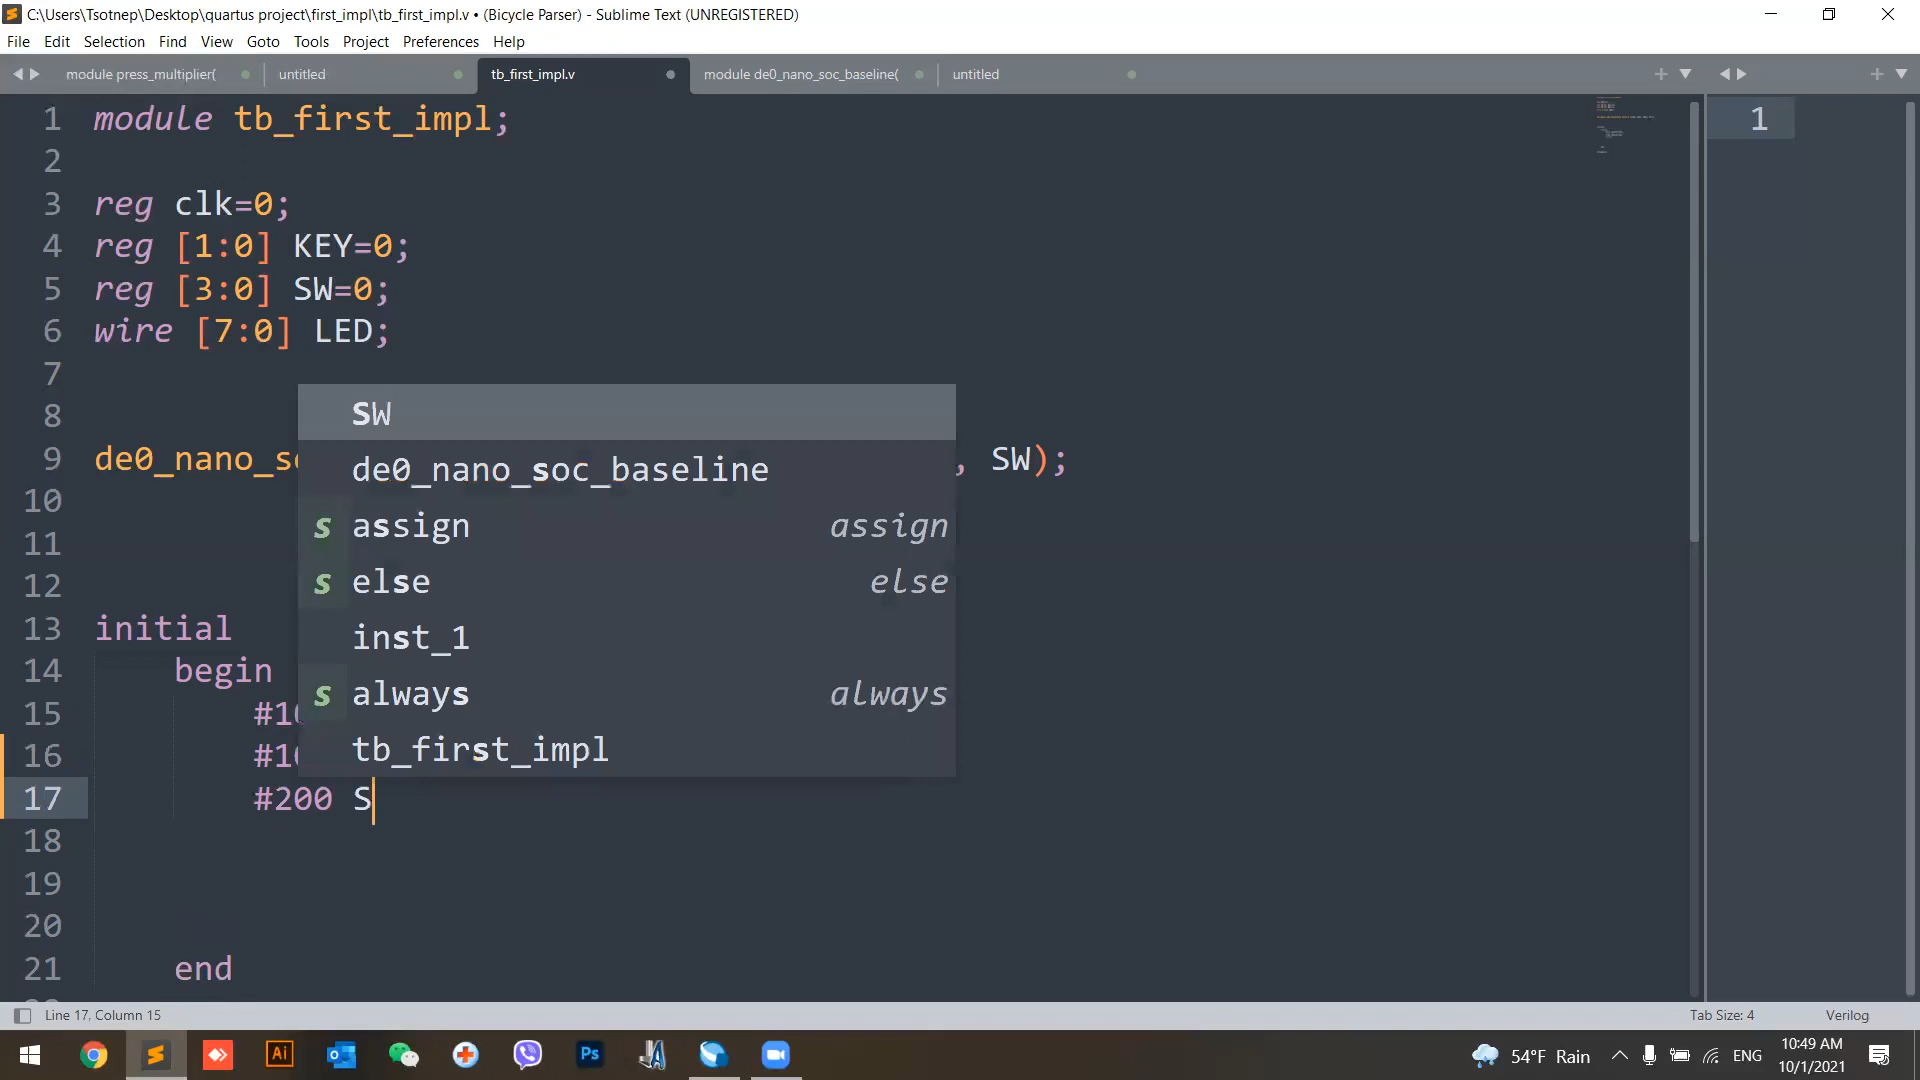 C:\Users\Tsotnep\Desktop\quartus project\first_impl\tb_first_impl.v • (Bicycle Parser) - Sublime Text (UNREGISTERED)
File Edit Selection Find View Goto Tools Project Preferences Help
module press_multiplier( untitled tb_first_impl.v module de0_nano_soc_baseline( untitled
1 module tb_first_impl; 1
2
3 reg clk=0;
4 reg [1:0] KEY=0;
5 reg [3:0] SW=0;
6 wire [7:0] LED;
7
8
SW
9 de0_nano_s , SW);
de0_nano_soc_baseline
10
s assign assign
11
12 s else else
13 initial
inst_1
14 begin
s always always
15 #1
16 #1
tb_first_impl
17 #200 S
18
19
20
21 end
Line 17, Column 15 Tab Size: 4 Verilog
Ai Ps 54°F Rain ENG 10:49 AM
10/1/2021